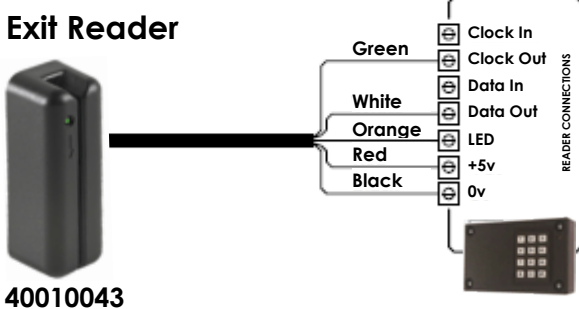 Exit Reader
Green
White
Orange
Red
Black
Clock In
Clock Out
Data In
Data Out
LED
+5v
0v
READER CONNECTIONS
40010043